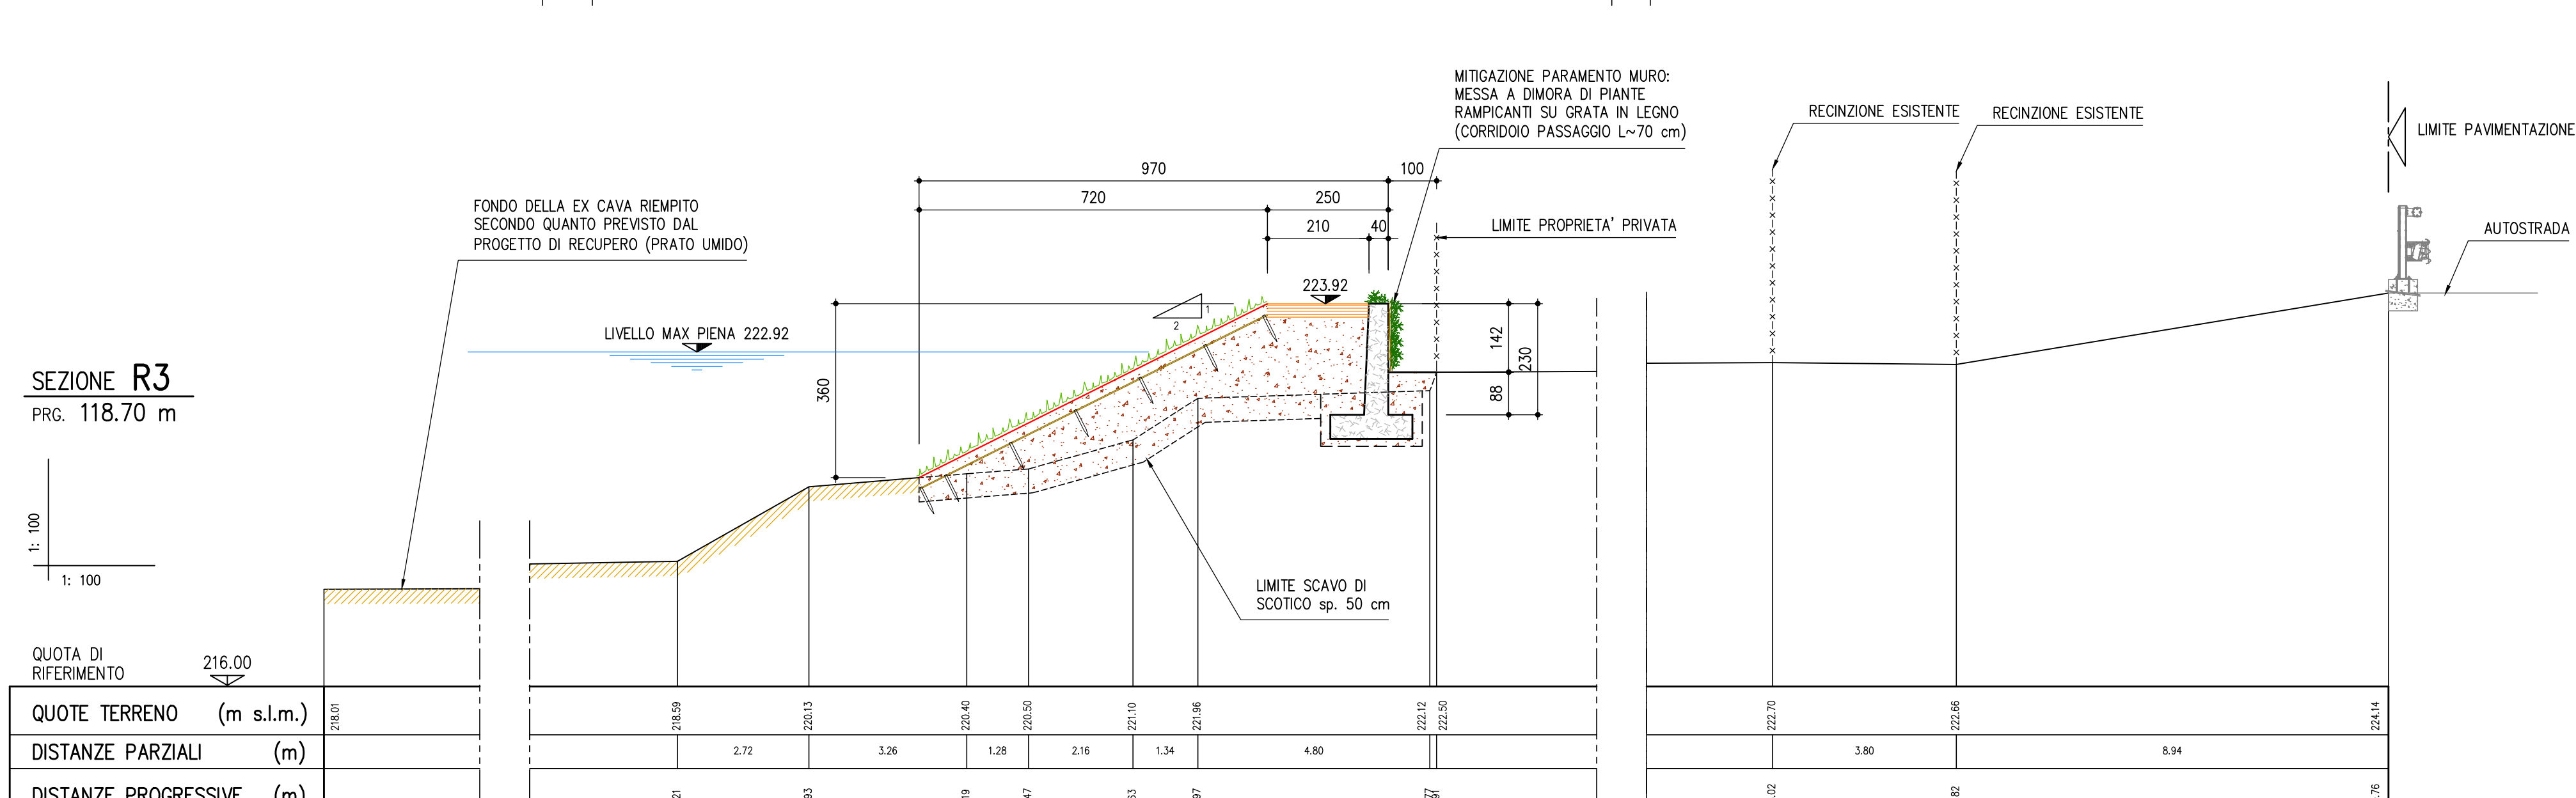 MITIGAZIONE PARAMENTO MURO:
MESSA A DIMORA DI PIANTE
RAMPICANTI SU GRATA IN LEGNO
(CORRIDOIO PASSAGGIO L~70 cm)
RECINZIONE ESISTENTE
RECINZIONE ESISTENTE
LIMITE PAVIMENTAZIONE
970
100
720
250
210
40
FONDO DELLA EX CAVA RIEMPITO
SECONDO QUANTO PREVISTO DAL
PROGETTO DI RECUPERO (PRATO UMIDO)
LIMITE PROPRIETA' PRIVATA
AUTOSTRADA
223.92
1
2
LIVELLO MAX PIENA 222.92
360
142
230
88
SEZIONE R3
PRG. 118.70 m
1: 100
1: 100
LIMITE SCAVO DI
SCOTICO sp. 50 cm
QUOTA DI
RIFERIMENTO
216.00
QUOTE TERRENO (m s.l.m.)
218.01
218.59
220.13
220.40
220.50
221.10
221.96
222.12
222.50
222.70
222.66
224.14
DISTANZE PARZIALI (m)
2.72
3.26
1.28
2.16
1.34
4.80
3.80
8.94
DISTANZE PROGRESSIVE (m)